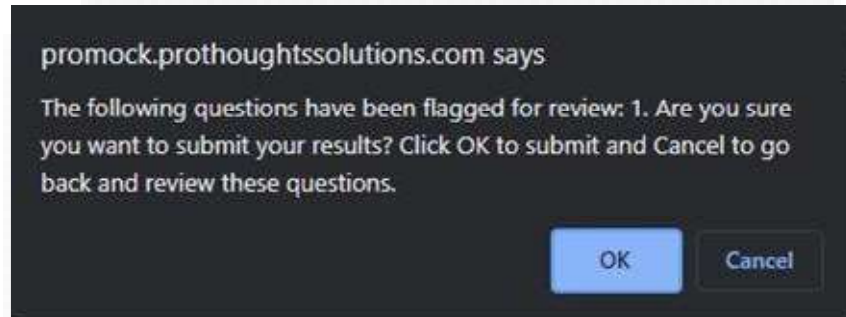 promock.prothoughtssolutions.com says
The following questions have been flagged for review: 1. Are you sure
you want to submit your results? Click OK to submit and Cancel to go
back and review these questions.
OK
Cancel